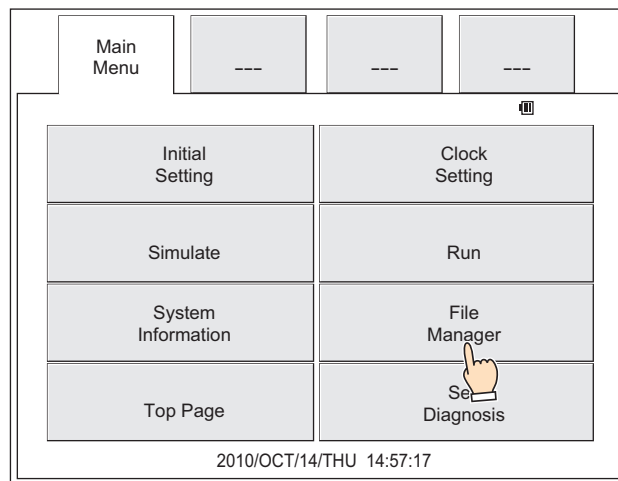 Main
Menu
---
---
---
Initial
Setting
Clock
Setting
Simulate
Run
System
Information
File
Manager
Top Page
Se
Diagnosis
2010/OCT/14/THU 14:57:17